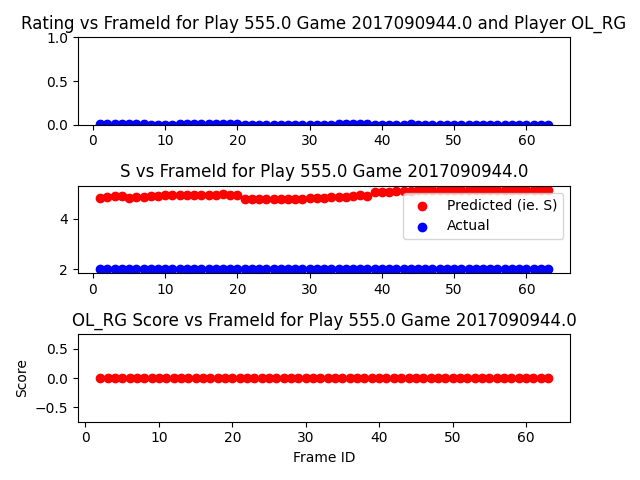 Rating vs FrameId for Play 555.0 Game 2017090944.0 and Player OL_RG
1.0
0.5
0.0
0 10 20 30 40 50 60
S vs FrameId for Play 555.0 Game 2017090944.0
4
2
Predicted (ie. S)
Actual
0 10 20 30 40 50 60
OL_RG Score vs FrameId for Play 555.0 Game 2017090944.0
Score
0.5
0.0
−0.5
0 10 20 30 40 50 60
Frame ID